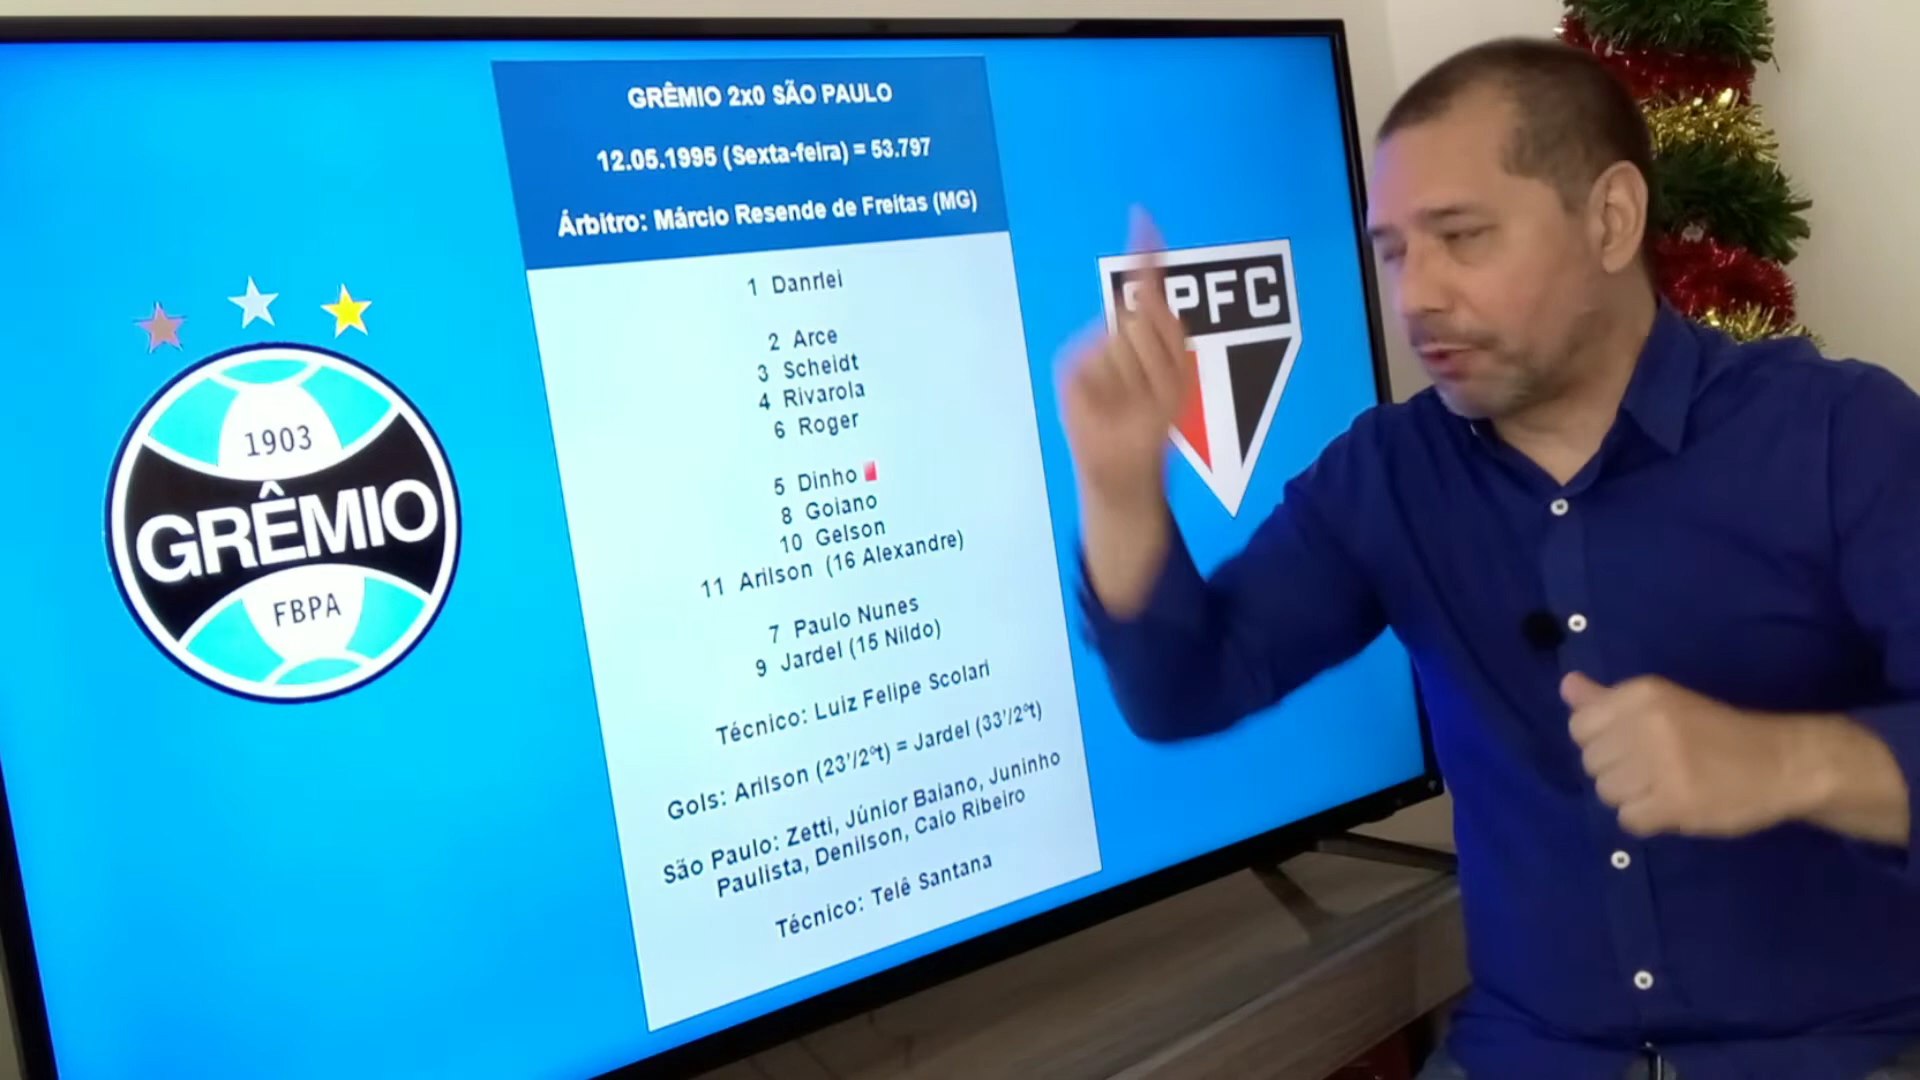 GRÊMIO 2x0 SÃO PAULO
12.05.1995 (Sexta-feira) = 53.797
Árbitro: Márcio Resende de Freitas (MG)
1 Danrlei
2 Arce
3 Scheidt
4 Rivarola
6 Roger
5 Dinho
8 Goiano
10 Gelson
11 Arilson (16 Alexandre)
7 Paulo Nunes
9 Jardel (15 Nildo)
Técnico: Luiz Felipe Scolari
Gols: Arilson (23'/2ºt) = Jardel (33'/2ºt)
São Paulo: Zetti, Júnior Baiano, Juninho
Paulista, Denilson, Caio Ribeiro
Técnico: Telê Santana
1903
GRÊMIO
FBPA
SPFC